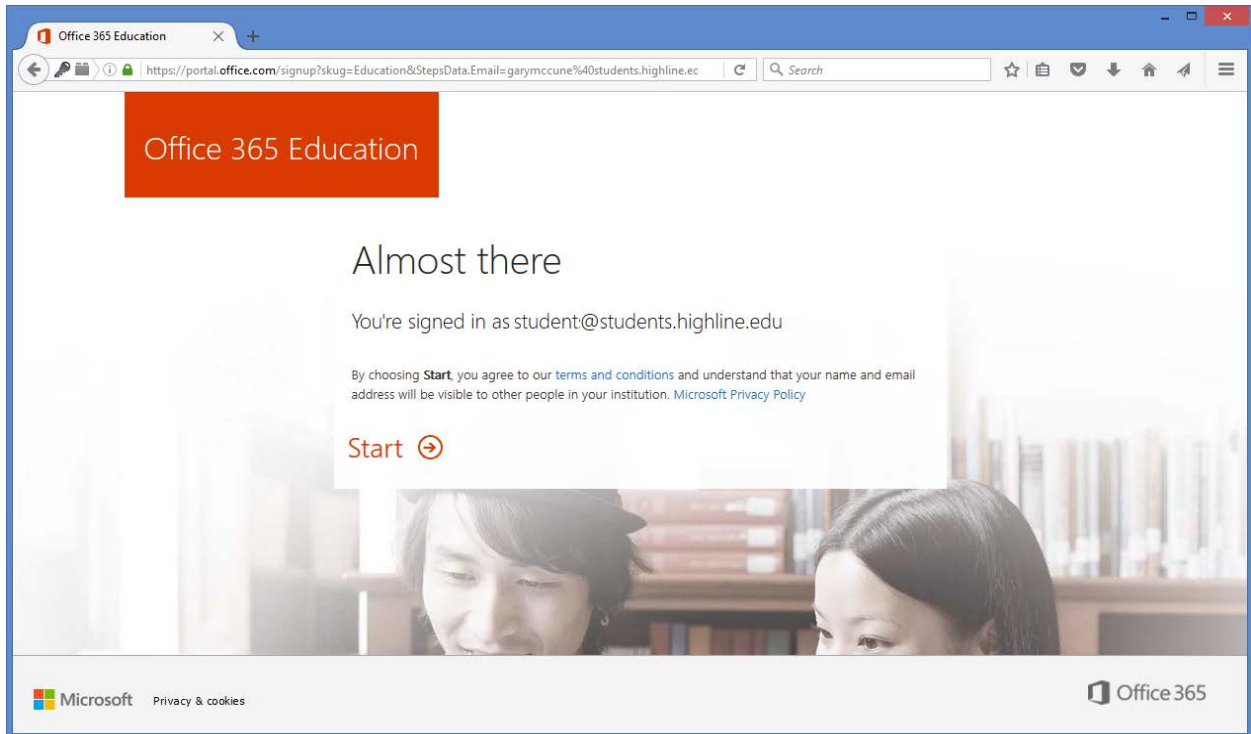 Office 365 Education
https://portal.office.com/signup?skug=Education&StepsData.Email=garymccune%40students.highline.ec
Search
Office 365 Education
Almost there
You're signed in as student@students.highline.edu
By choosing Start, you agree to our terms and conditions and understand that your name and email
address will be visible to other people in your institution. Microsoft Privacy Policy
Start
Microsoft Privacy & cookies
Office 365